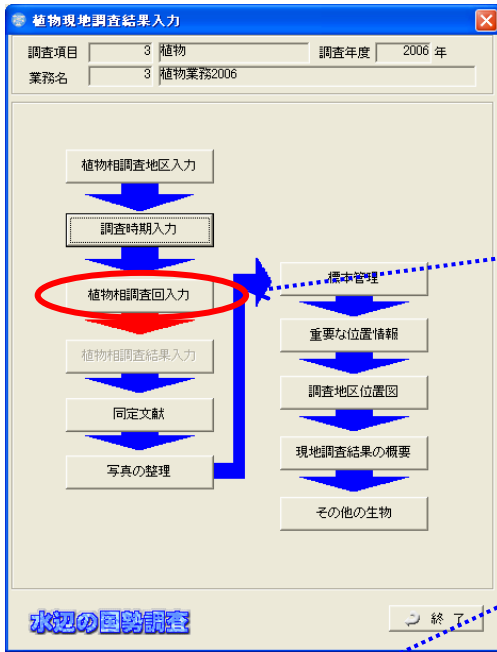 植物現地調査結果入力
調査項目 3 植物 調査年度 2006 年
業務名 3 植物業務2006
植物相調査地区入力
調査時期入力
植物相調査回入力
植物相調査結果入力
同定文献
写真の整理
標本管理
重要な位置情報
調査地区位置図
現地調査結果の概要
その他の生物
水辺の国勢調査
終了